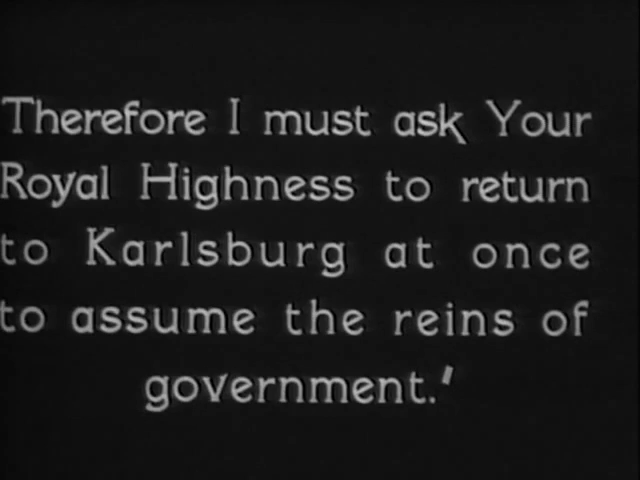 Therefore I must ask Your
Royal Highness to return
to Karlsburg at once
to assume the reins of
government.'